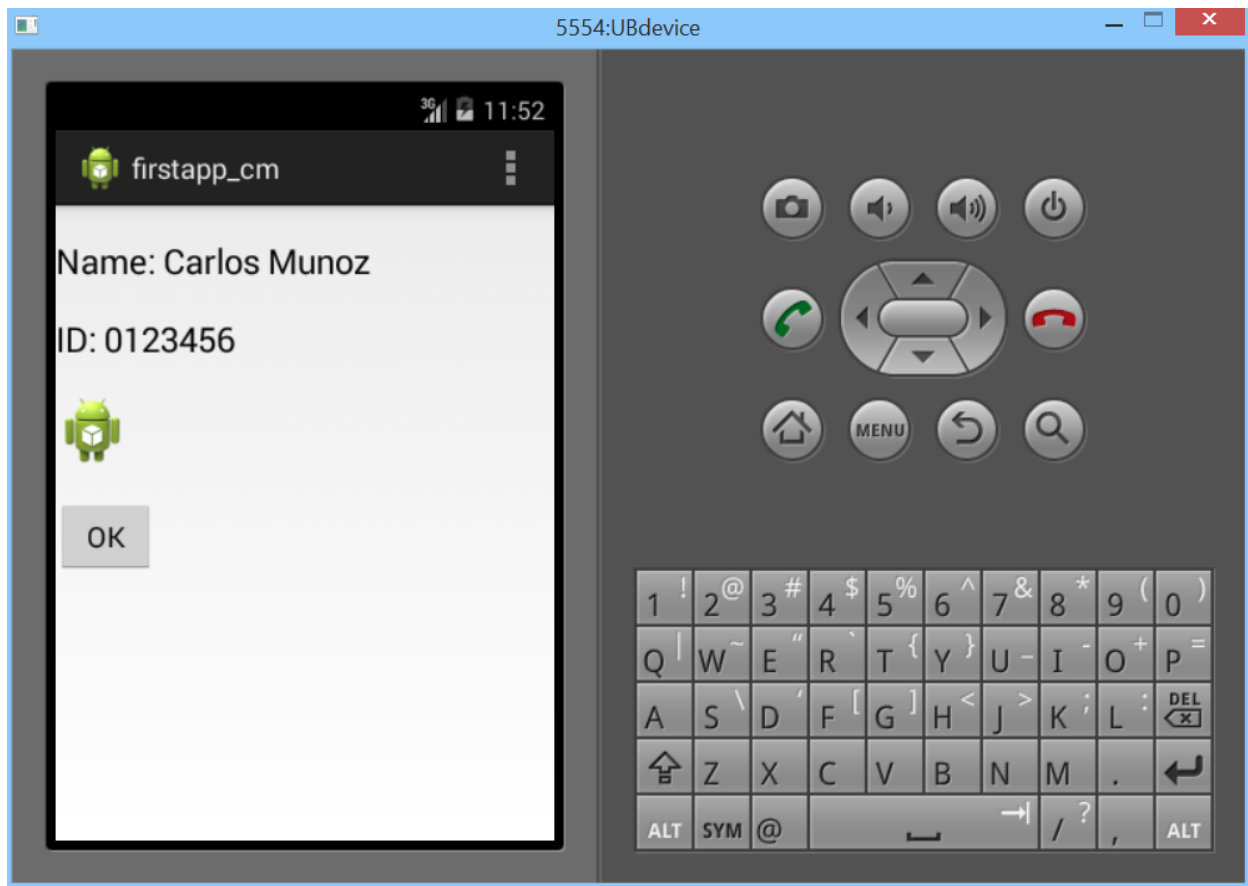 5554:UBdevice
3G 11:52
firstapp_cm
Name: Carlos Munoz
ID: 0123456
OK
MENU
1 ! 2 @ 3 # 4 $ 5 % 6 ^ 7 & 8 * 9 ( 0 )
Q | W ~ E “ R ` T { Y } U _ I - O + P =
A S \ D ‘ F [ G ] H < J > K ; L : DEL
Z X C V B N M .
ALT SYM @ / ? , ALT